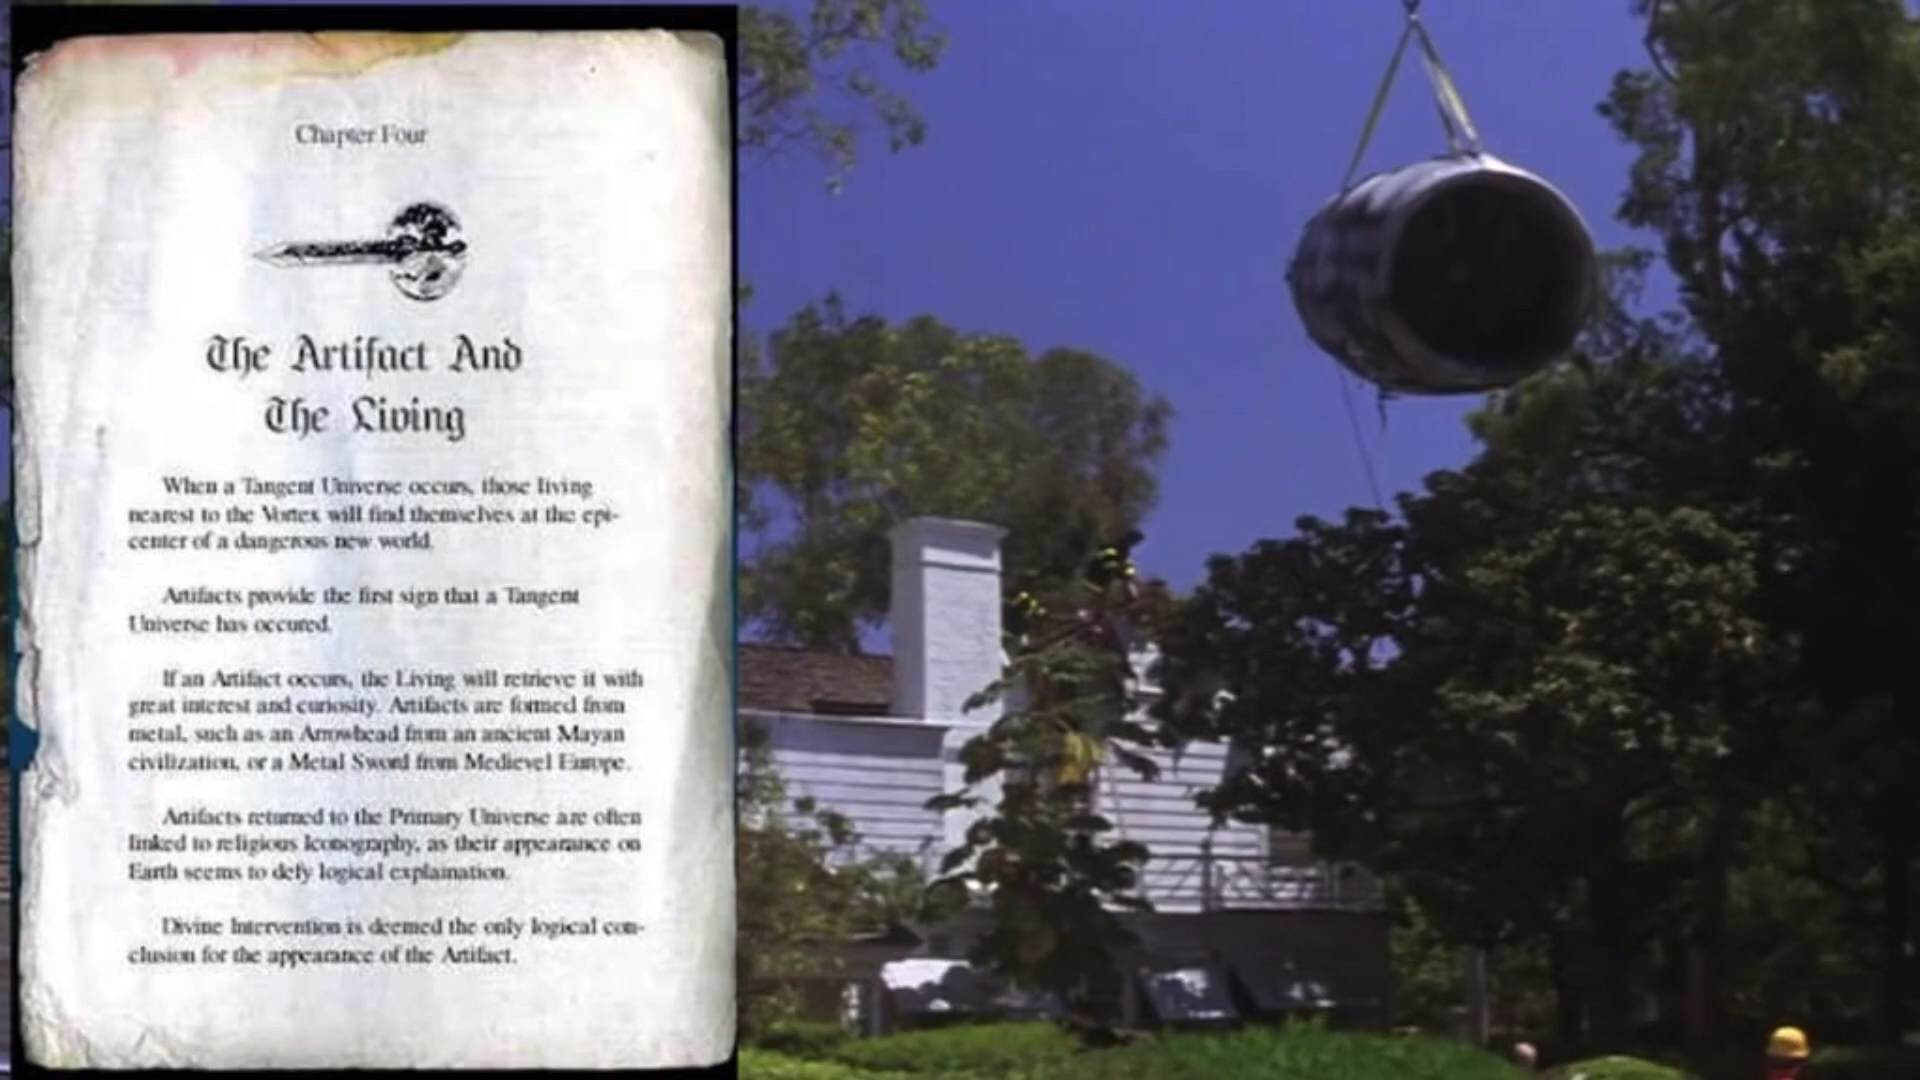 Chapter Four
The Artifact And
The Living
When a Tangent Universe occurs, those living
nearest to the Vortex will find themselves at the epi-
center of a dangerous new world.
Artifacts provide the first sign that a Tangent
Universe has occured.
If an Artifact occurs, the Living will retrieve it with
great interest and curiosity. Artifacts are formed from
metal, such as an Arrowhead from an ancient Mayan
civilization, or a Metal Sword from Medievel Europe.
Artifacts returned to the Primary Universe are often
linked to religious Iconography, as their appearance on
Earth seems to defy logical explaination.
Divine Intervention is deemed the only logical con-
clusion for the appearance of the Artifact.